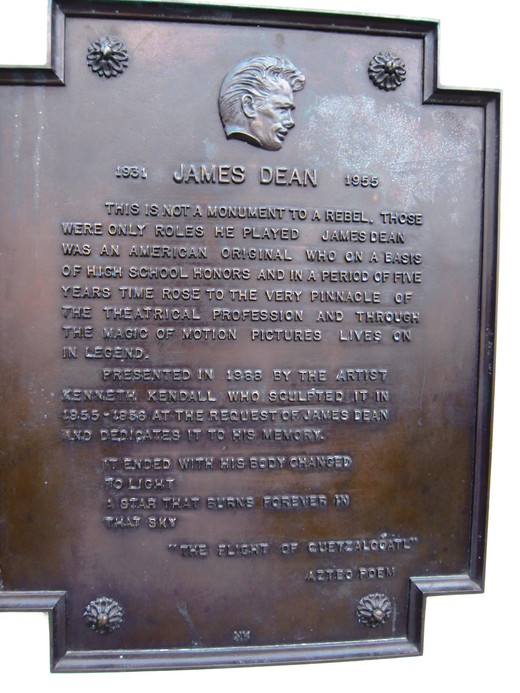 1931 JAMES DEAN 1955
THIS IS NOT A MONUMENT TO A REBEL. THOSE
WERE ONLY ROLES HE PLAYED JAMES DEAN
WAS AN AMERICAN ORIGINAL WHO ON A BASIS
OF HIGH SCHOOL HONORS AND IN A PERIOD OF FIVE
YEARS TIME ROSE TO THE VERY PINNACLE OF
THE THEATRICAL PROFESSION AND THROUGH
THE MAGIC OF MOTION PICTURES LIVES ON
IN LEGEND.
PRESENTED IN 1988 BY THE ARTIST
KENNETH KENDALL WHO SCULPTED IT IN
1955-1956 AT THE REQUEST OF JAMES DEAN
AND DEDICATES IT TO HIS MEMORY.
IT ENDED WITH HIS BODY CHANGED
TO LIGHT
A STAR THAT BURNS FOREVER IN
THAT SKY
"THE FLIGHT OF QUETZALCOATL"
AZTEC POEM